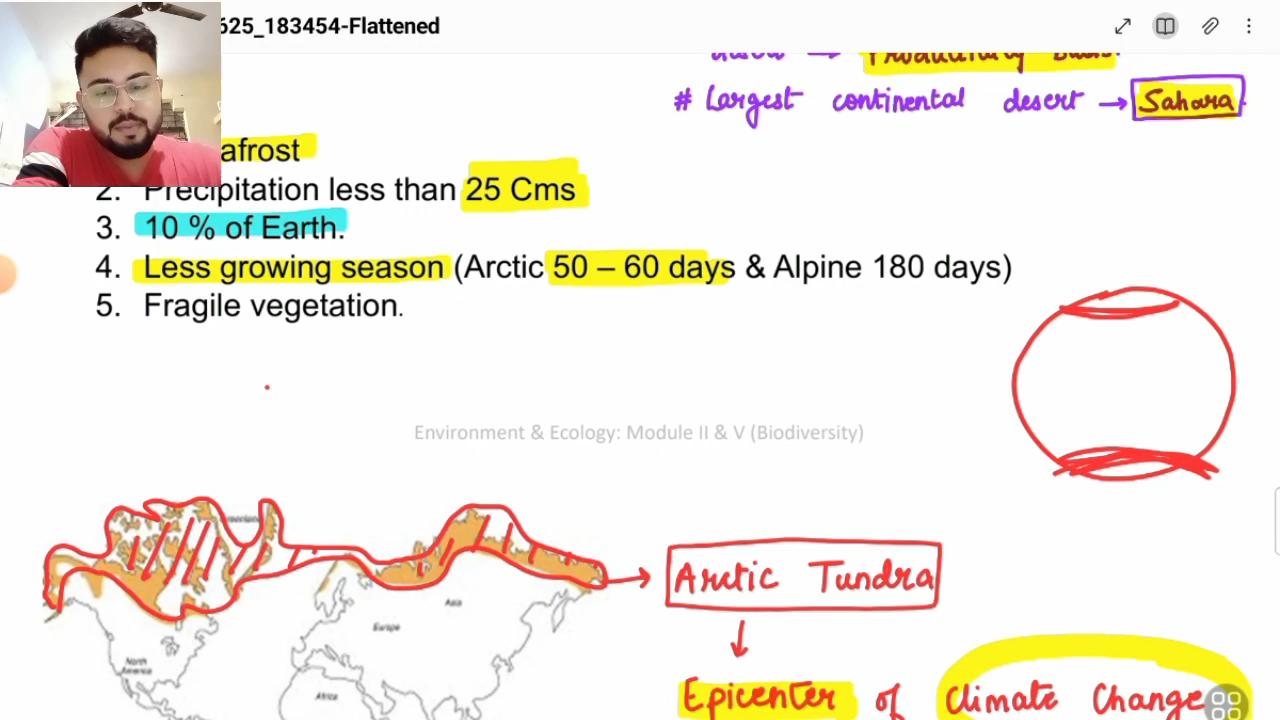 625_183454-Flattened
# Largest continental desert → Sahara
afrost
2. Precipitation less than 25 Cms
3. 10 % of Earth.
4. Less growing season (Arctic 50 – 60 days & Alpine 180 days)
5. Fragile vegetation.
Environment & Ecology: Module II & V (Biodiversity)
Arctic Tundra
Asia
Europe
North America
Africa
Epicenter of Climate Change